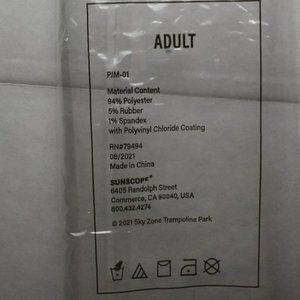 ADULT
PJM-01
Material Content
94% Polyester
5% Rubber
1% Spandex
with Polyvinyl Chloride Coating
RN#79494
08/2021
Made in China
SUNSCOPE®
6405 Randolph Street
Commerce, CA 90040, USA
800.432.4274
© 2021 Sky Zone Trampoline Park